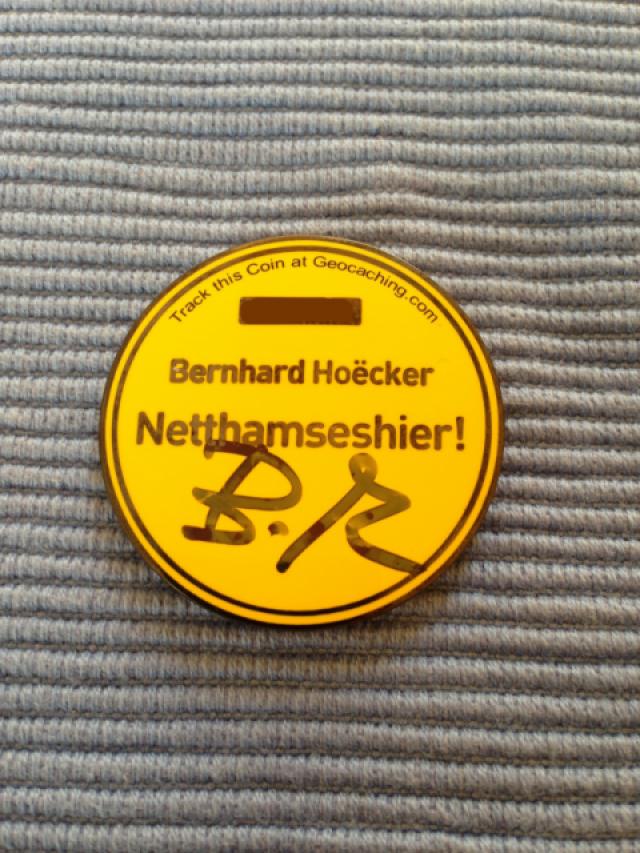 Track this Coin at Geocaching.com
Bernhard Hoëcker
Netthamseshier!